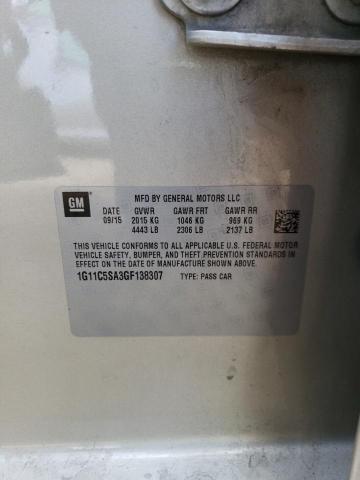 GM
MFD BY GENERAL MOTORS LLC
DATE GVWR GAWR FRT GAWR RR
09/15 2015 KG 1046 KG 969 KG
4443 LB 2306 LB 2137 LB
THIS VEHICLE CONFORMS TO ALL APPLICABLE U.S. FEDERAL MOTOR
VEHICLE SAFETY, BUMPER, AND THEFT PREVENTION STANDARDS
IN EFFECT ON THE DATE OF MANUFACTURE SHOWN ABOVE.
1G11C5SA3GF138307 TYPE: PASS CAR